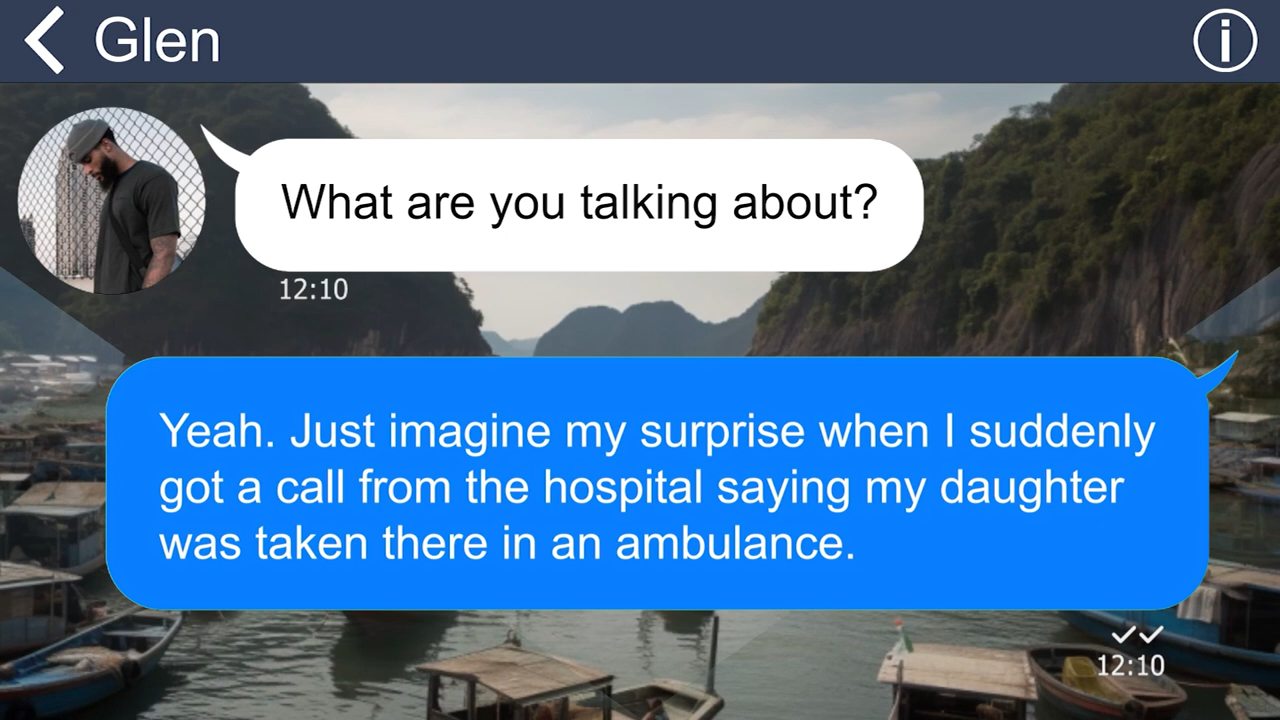 Glen
What are you talking about?
12:10
Yeah. Just imagine my surprise when I suddenly
got a call from the hospital saying my daughter
was taken there in an ambulance.
12:10